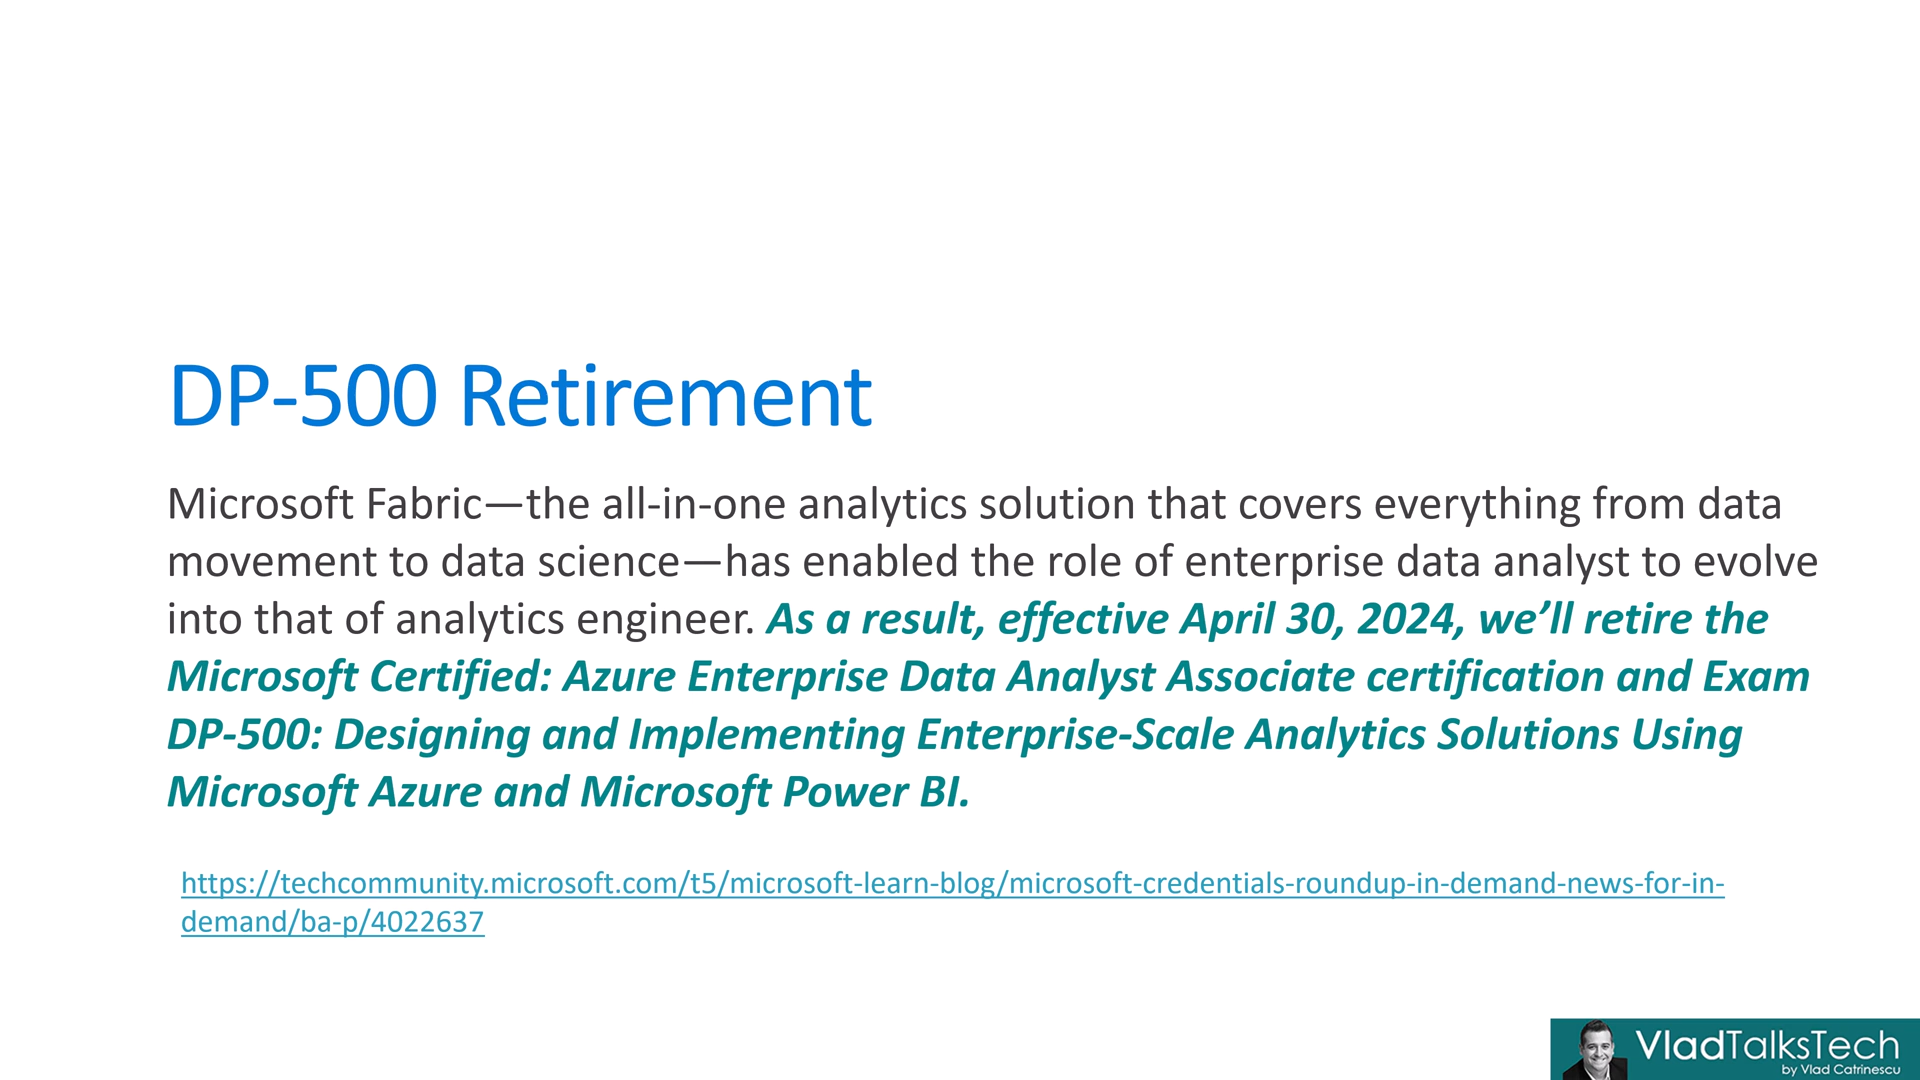 DP-500 Retirement
Microsoft Fabric—the all-in-one analytics solution that covers everything from data
movement to data science—has enabled the role of enterprise data analyst to evolve
into that of analytics engineer. As a result, effective April 30, 2024, we’ll retire the
Microsoft Certified: Azure Enterprise Data Analyst Associate certification and Exam
DP-500: Designing and Implementing Enterprise-Scale Analytics Solutions Using
Microsoft Azure and Microsoft Power BI.
https://techcommunity.microsoft.com/t5/microsoft-learn-blog/microsoft-credentials-roundup-in-demand-news-for-in-
demand/ba-p/4022637
VladTalksTech
by Vlad Catrinescu